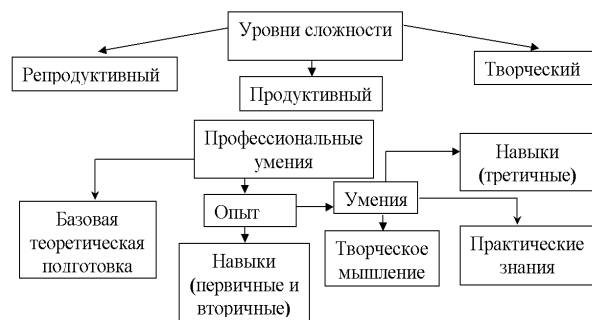 Уровни сложности
Репродуктивный
Продуктивный
Творческий
Профессиональные
умения
Навыки
(третичные)
Базовая
теоретическая
подготовка
Опыт
Умения
Навыки
(первичные и
вторичные)
Творческое
мышление
Практические
знания